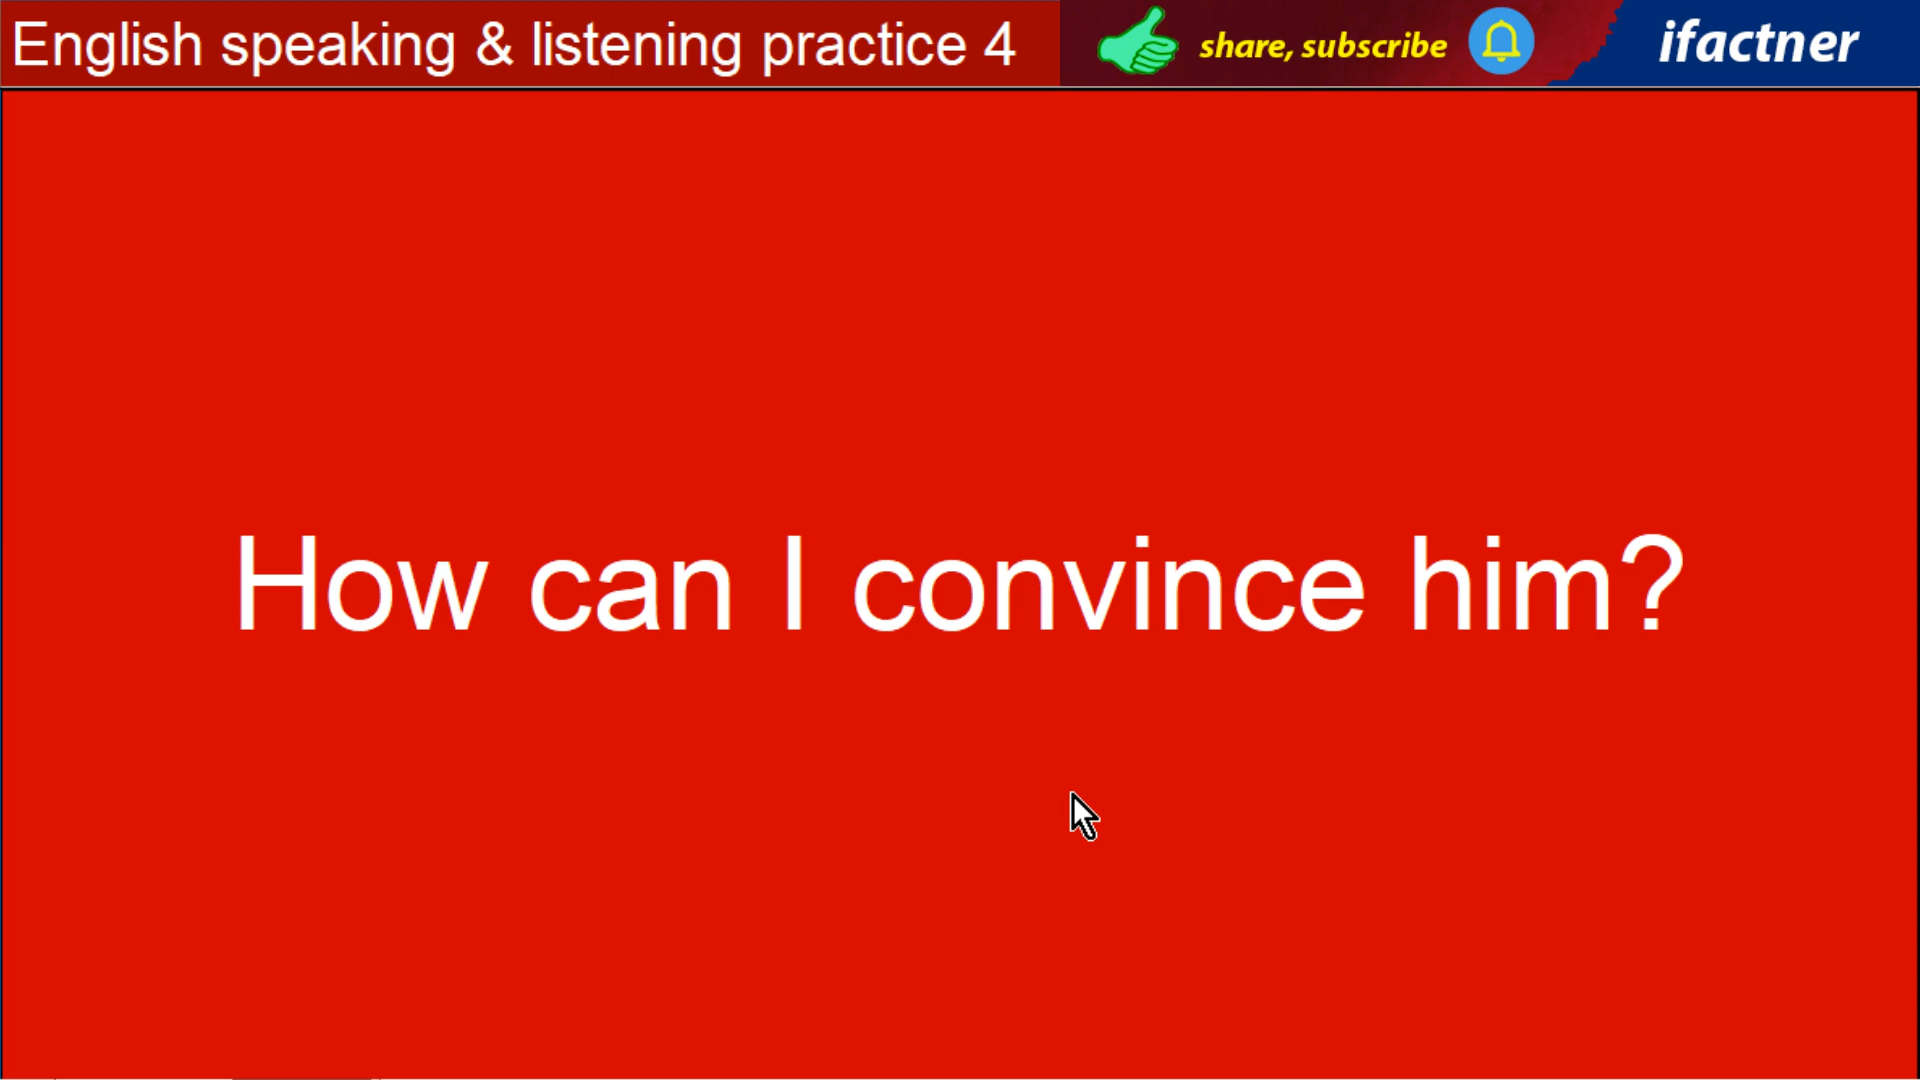 English speaking & listening practice 4
share, subscribe
ifactner
How can I convince him?